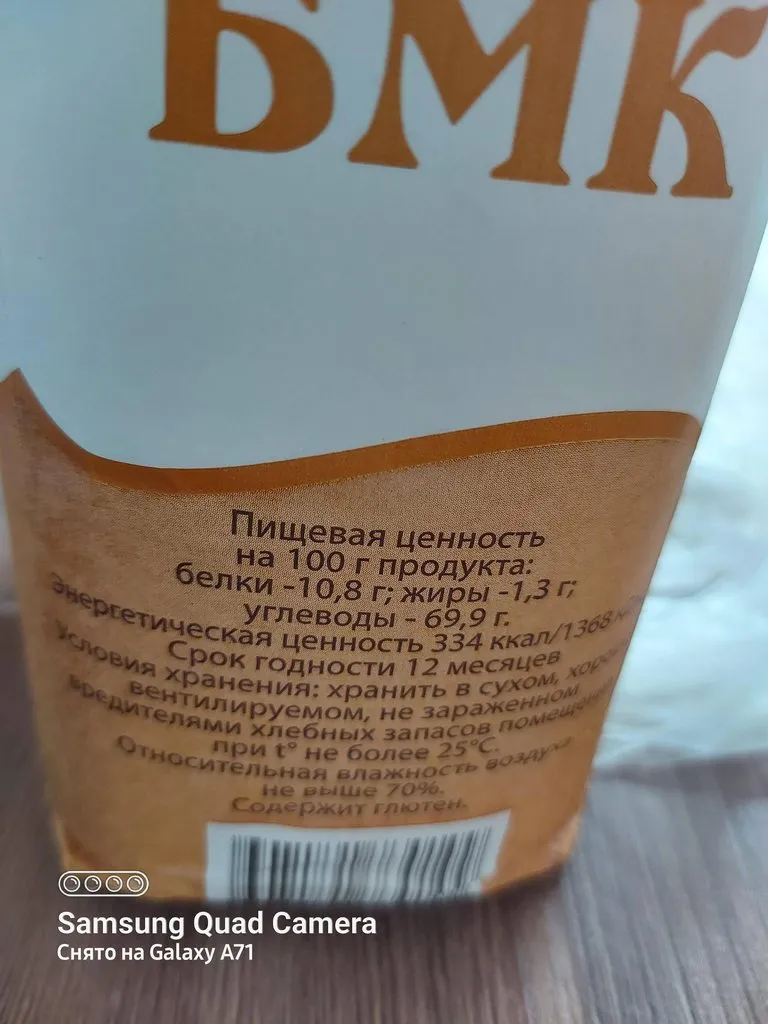 БМК
Пищевая ценность
на 100 г продукта:
белки -10,8 г; жиры -1,3 г;
углеводы - 69,9 г.
Энергетическая ценность 334 ккал/1368
Срок годности 12 месяцев
Условия хранения: хранить в сухом,
вентилируемом, не зараженном
вредителями хлебных запасов
при t° не более 25°С.
Относительная влажность воздуха
не выше 70%.
Содержит глютен.
Samsung Quad Camera
Снято на Galaxy A71